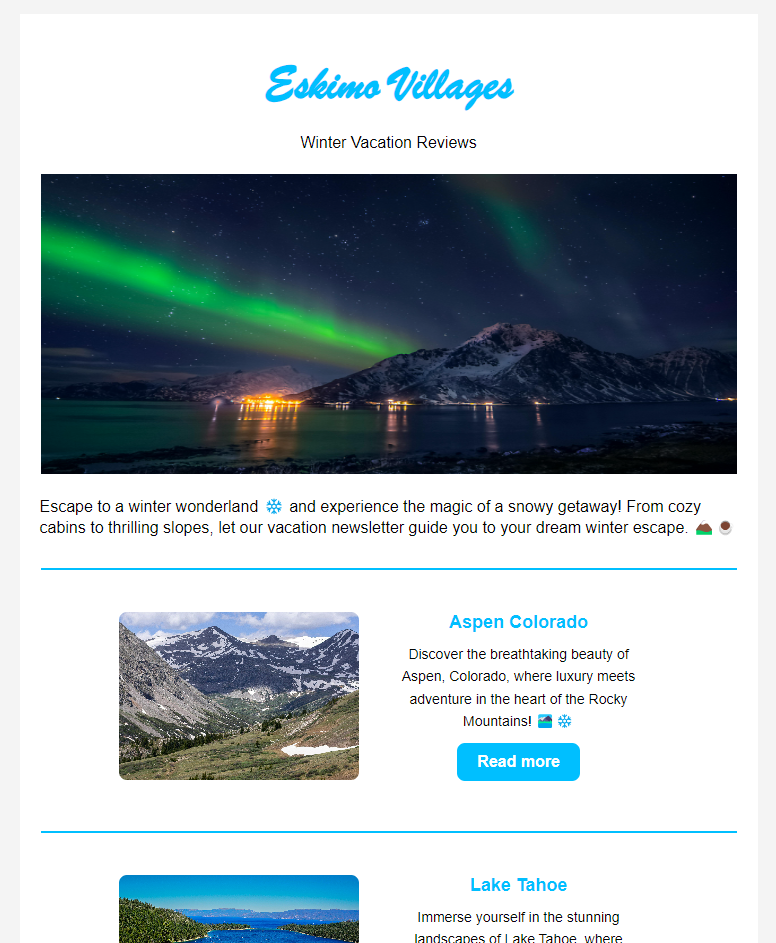 Eskimo Villages
Winter Vacation Reviews
Escape to a winter wonderland ❄️ and experience the magic of a snowy getaway! From cozy
cabins to thrilling slopes, let our vacation newsletter guide you to your dream winter escape. ⛰️ ☕
Aspen Colorado
Discover the breathtaking beauty of
Aspen, Colorado, where luxury meets
adventure in the heart of the Rocky
Mountains! 🏞️ ❄️
Read more
Lake Tahoe
Immerse yourself in the stunning
landscapes of Lake Tahoe, where